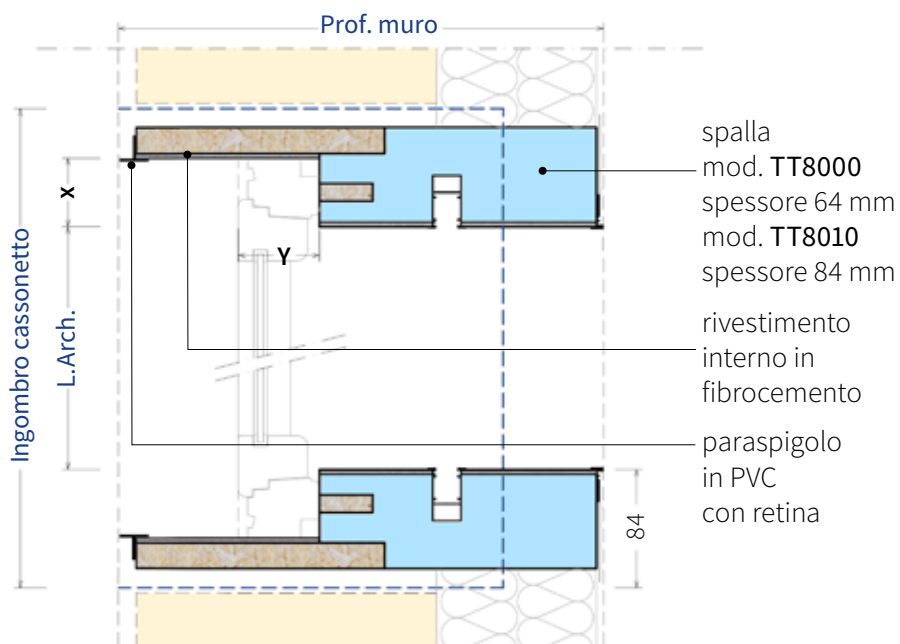 Prof. muro
Ingombro cassonetto
L.Arch.
x
Y
84
spalla
mod. TT8000
spessore 64 mm
mod. TT8010
spessore 84 mm
rivestimento
interno in
fibrocemento
paraspigolo
in PVC
con retina